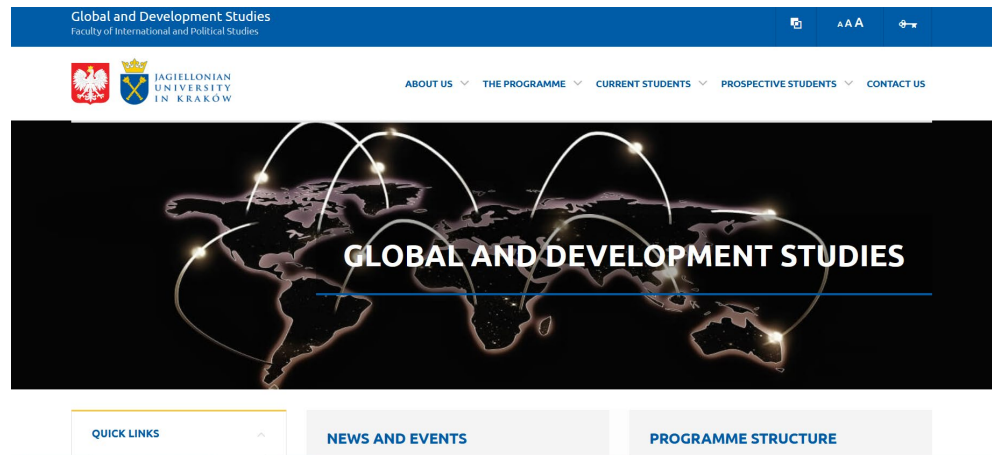 Global and Development Studies
Faculty of International and Political Studies
A A A
JAGIELLONIAN
UNIVERSITY
IN KRAKÓW
ABOUT US
THE PROGRAMME
CURRENT STUDENTS
PROSPECTIVE STUDENTS
CONTACT US
GLOBAL AND DEVELOPMENT STUDIES
QUICK LINKS
NEWS AND EVENTS
PROGRAMME STRUCTURE